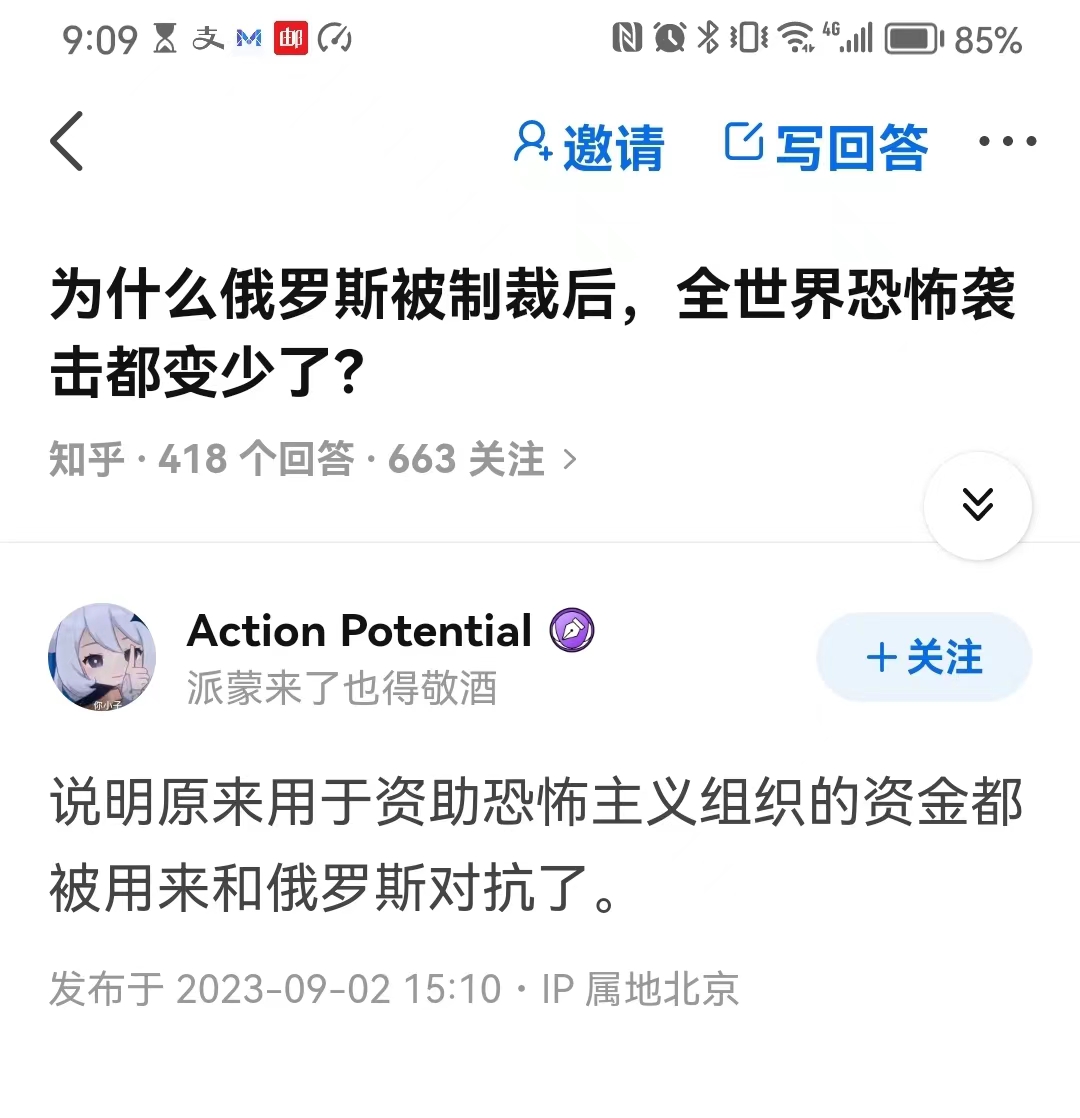 9:09 支 M 邮 4G 85%
邀请 写回答
为什么俄罗斯被制裁后，全世界恐怖袭
击都变少了？
知乎 · 418 个回答 · 663 关注 >
Action Potential
派蒙来了也得敬酒
你小子
+ 关注
说明原来用于资助恐怖主义组织的资金都
被用来和俄罗斯对抗了。
发布于 2023-09-02 15:10 · IP 属地北京